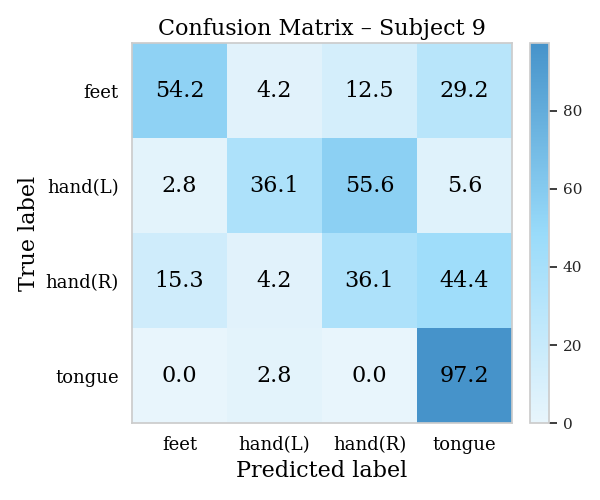 Confusion Matrix – Subject 9
feet 54.2 4.2 12.5 29.2
hand(L) 2.8 36.1 55.6 5.6
hand(R) 15.3 4.2 36.1 44.4
tongue 0.0 2.8 0.0 97.2
feet hand(L) hand(R) tongue
Predicted label
True label
80
60
40
20
0